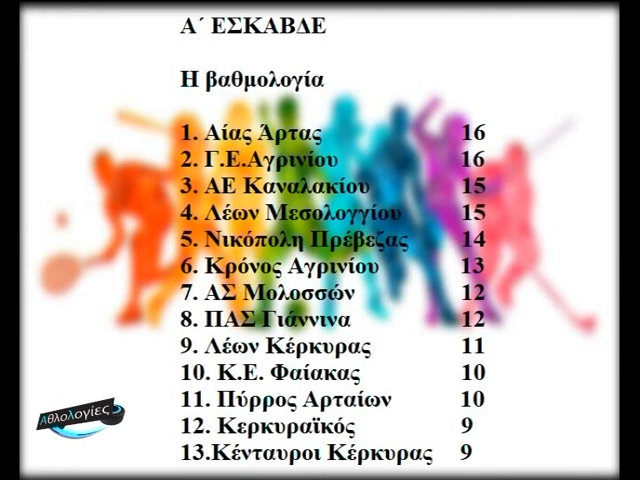 Α΄ ΕΣΚΑΒΔΕ
Η βαθμολογία
1. Αίας Άρτας 16
2. Γ.Ε.Αγρινίου 16
3. ΑΕ Καναλακίου 15
4. Λέων Μεσολογγίου 15
5. Νικόπολη Πρέβεζας 14
6. Κρόνος Αγρινίου 13
7. ΑΣ Μολοσσών 12
8. ΠΑΣ Γιάννινα 12
9. Λέων Κέρκυρας 11
10. Κ.Ε. Φαίακας 10
11. Πύρρος Αρταίων 10
12. Κερκυραϊκός 9
13.Κένταυροι Κέρκυρας 9
Αθλολογίες